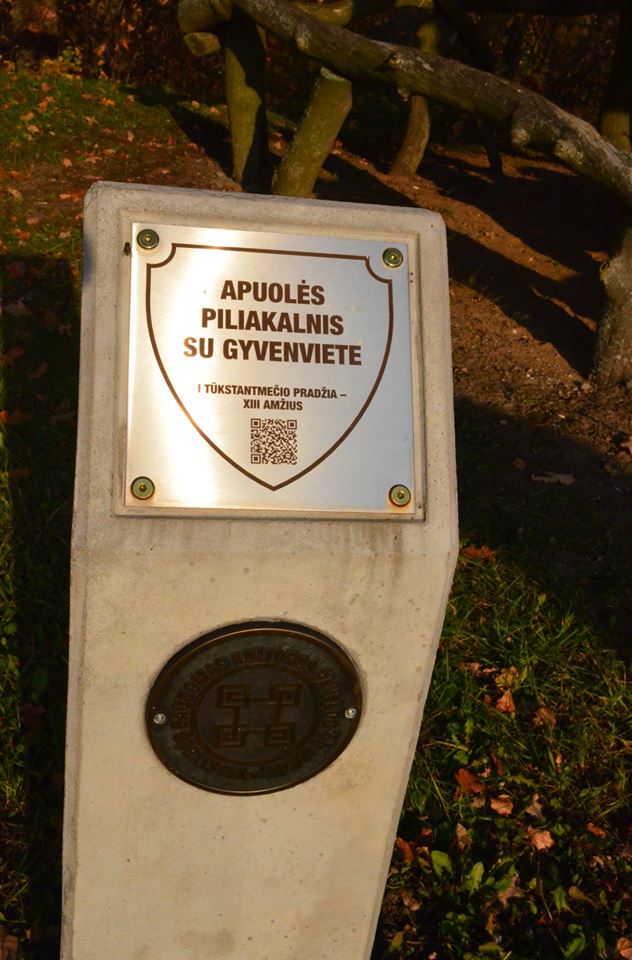 APUOLĖS
PILIAKALNIS
SU GYVENVIETE
I TŪKSTANTMEČIO PRADŽIA –
XIII AMŽIUS